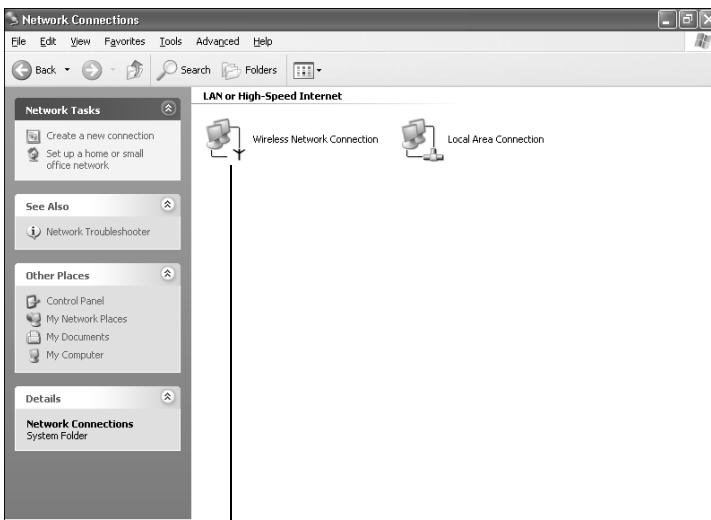 Network Connections
File Edit View Favorites Tools Advanced Help
Back Search Folders
Network Tasks
Create a new connection
Set up a home or small
office network
See Also
Network Troubleshooter
Other Places
Control Panel
My Network Places
My Documents
My Computer
Details
Network Connections
System Folder
LAN or High-Speed Internet
Wireless Network Connection
Local Area Connection